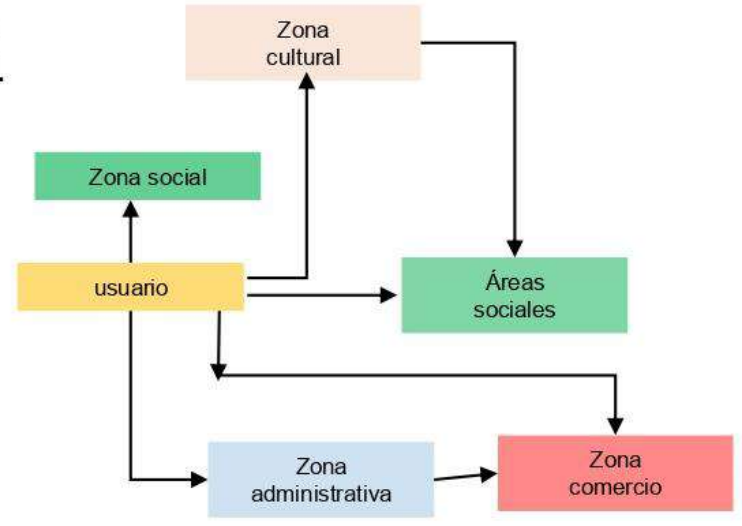 Zona
cultural
Zona social
usuario
Áreas
sociales
Zona
administrativa
Zona
comercio